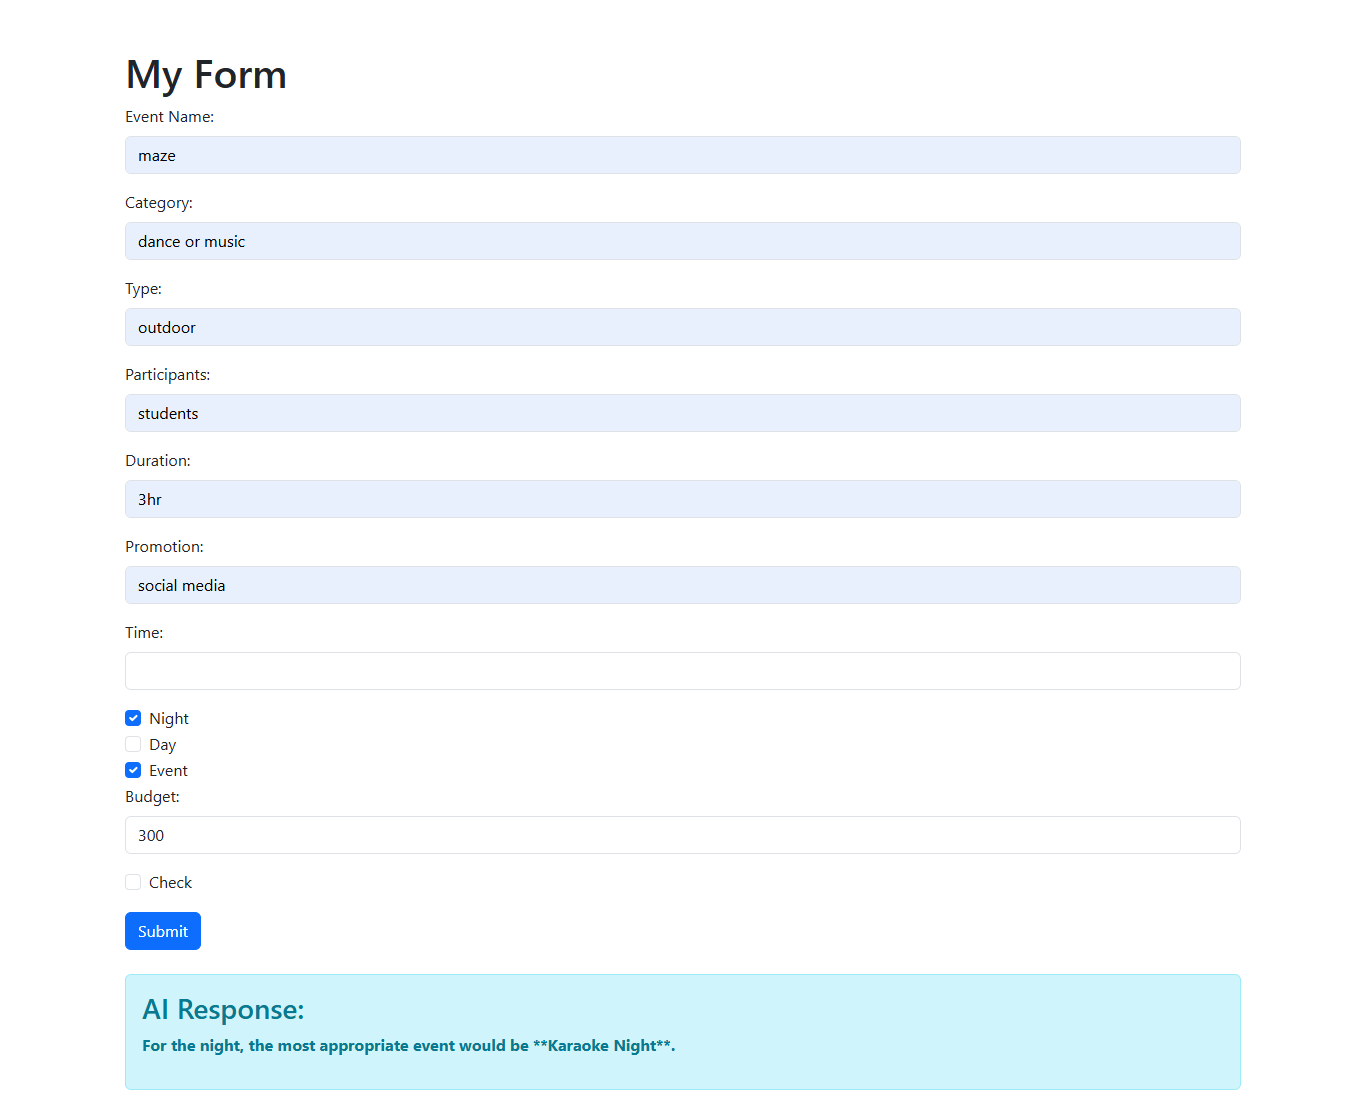 My Form
Event Name:
maze
Category:
dance or music
Type:
outdoor
Participants:
students
Duration:
3hr
Promotion:
social media
Time:
Night
Day
Event
Budget:
300
Check
Submit
AI Response:
For the night, the most appropriate event would be **Karaoke Night**.